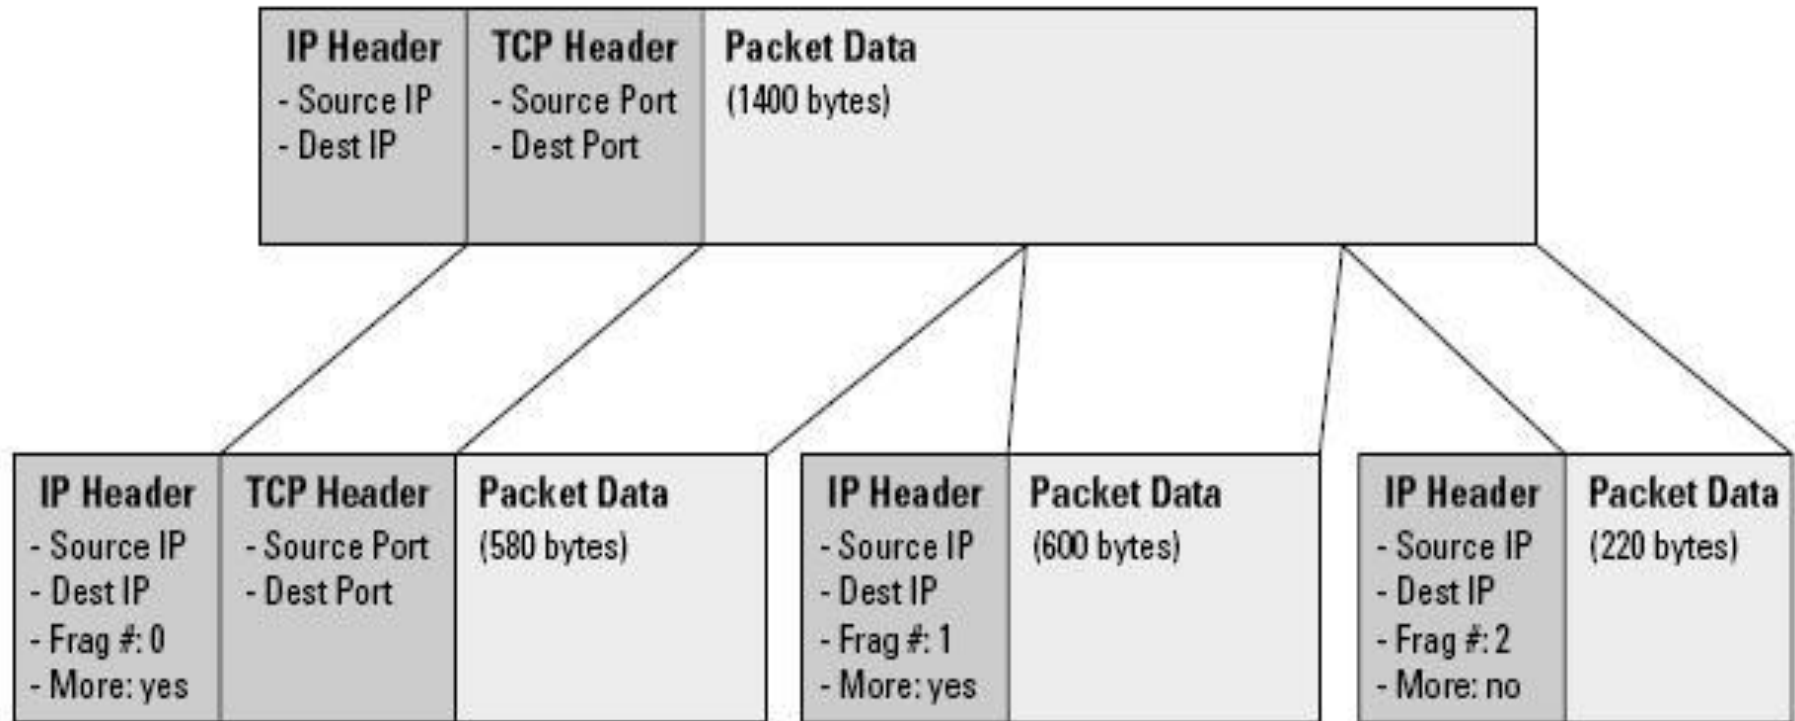 IP Header
- Source IP
- Dest IP
TCP Header
- Source Port
- Dest Port
Packet Data
(1400 bytes)
IP Header
- Source IP
- Dest IP
- Frag #: 0
- More: yes
TCP Header
- Source Port
- Dest Port
Packet Data
(580 bytes)
IP Header
- Source IP
- Dest IP
- Frag #: 1
- More: yes
Packet Data
(600 bytes)
IP Header
- Source IP
- Dest IP
- Frag #: 2
- More: no
Packet Data
(220 bytes)